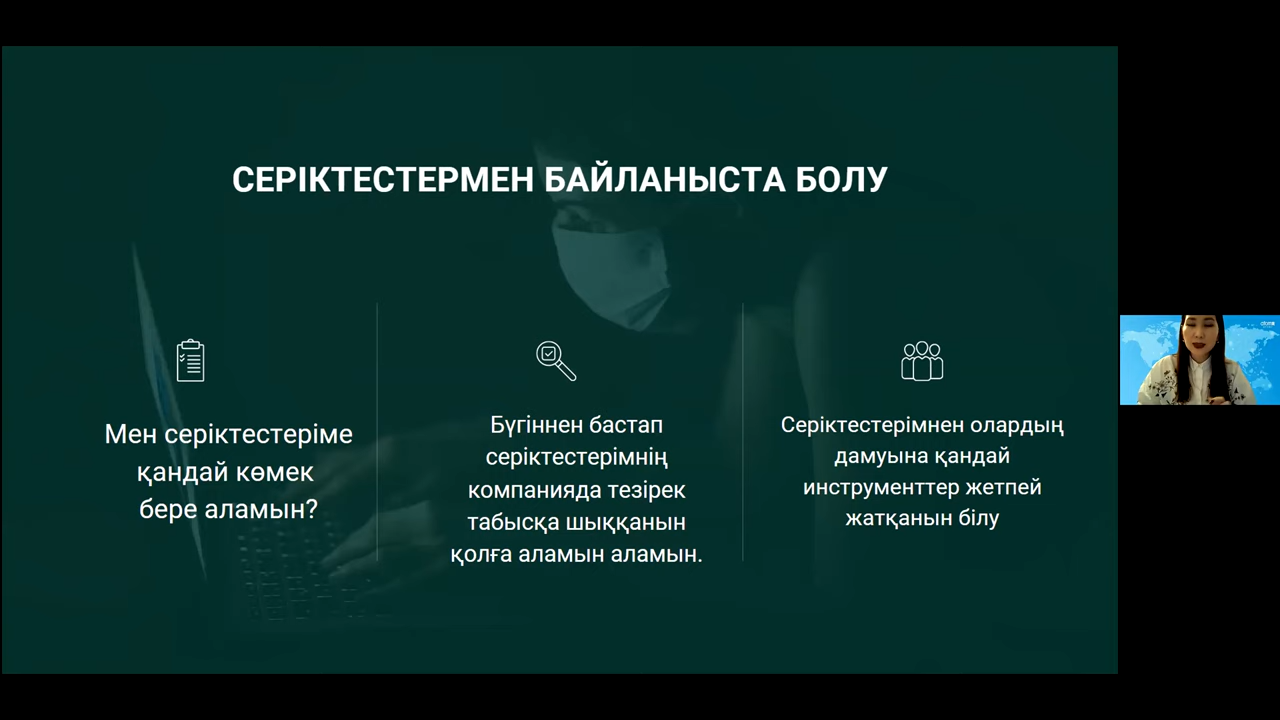 СЕРІКТЕСТЕРМЕН БАЙЛАНЫСТА БОЛУ
Мен серіктестеріме
қандай көмек
бере аламын?
Бүгіннен бастап
серіктестерімнің
компанияда тезірек
табысқа шыққанын
қолға аламын аламын.
Серіктестерімнен олардың
дамуына қандай
инструменттер жетпей
жатқанын білу